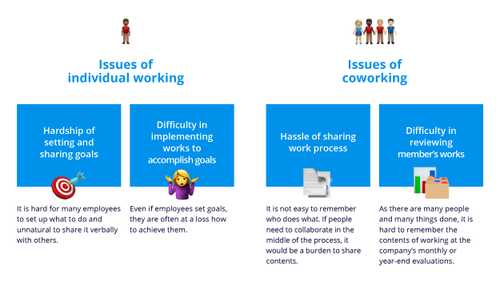 Issues of
individual working
Issues of
coworking
Hardship of
setting and
sharing goals
Difficulty in
implementing
works to
accomplish goals
Hassle of sharing
work process
Difficulty in
reviewing
member's works
It is hard for many employees
to set up what to do and
unnatural to share it verbally
with others.
Even if employees set goals,
they are often at a loss how
to achieve them.
It is not easy to remember
who does what. If people
need to collaborate in the
middle of the process, it
would be a burden to share
contents.
As there are many people
and many things done, it is
hard to remember the
contents of working at the
company's monthly or
year-end evaluations.